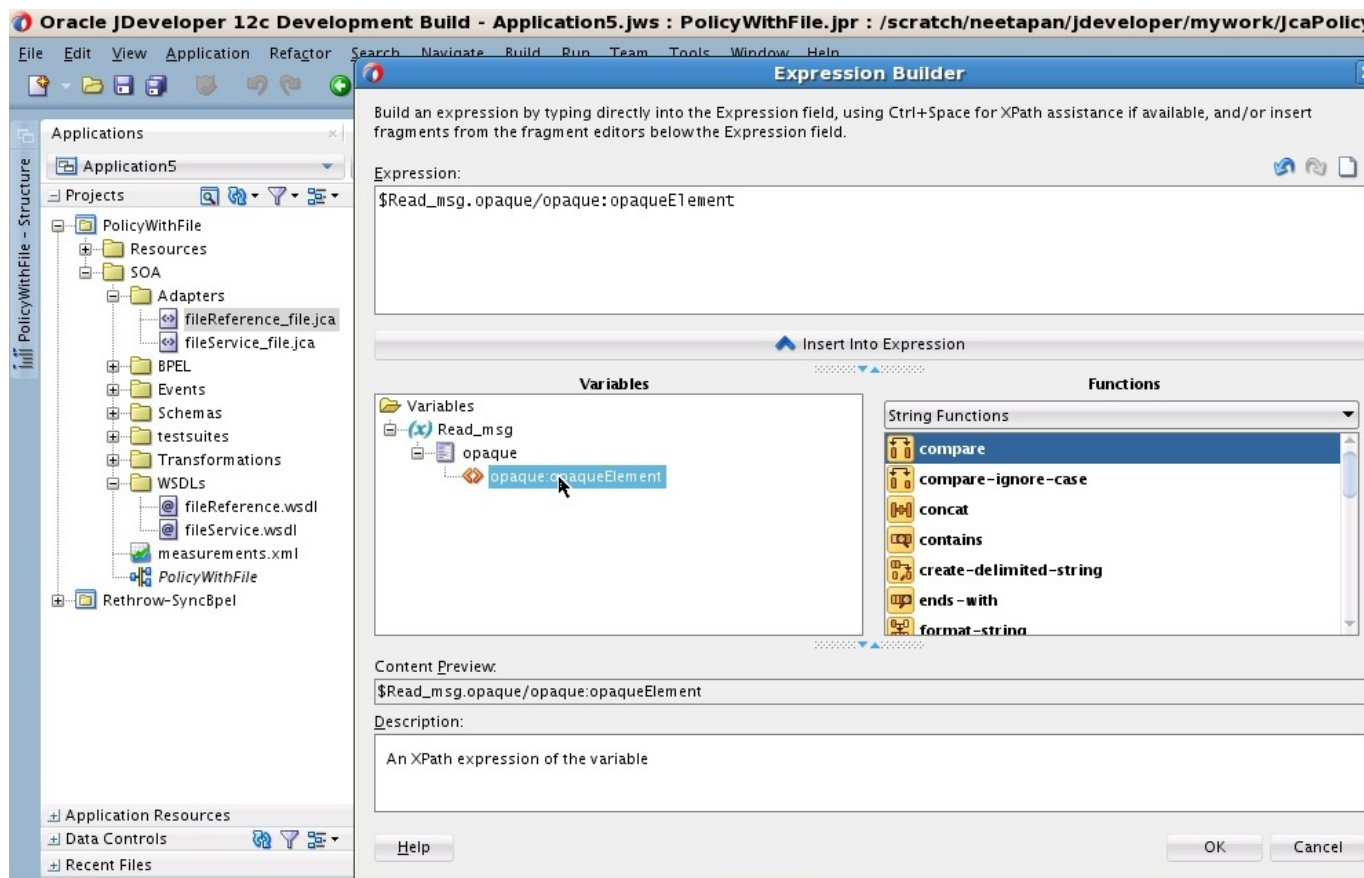 Oracle JDeveloper 12c Development Build - Application5.jws : PolicyWithFile.jpr : /scratch/neetapan/jdeveloper/mywork/JcaPolicy
File Edit View Application Refactor Search Navigate Build Run Team Tools Window Help
Expression Builder
Build an expression by typing directly into the Expression field, using Ctrl+Space for XPath assistance if available, and/or insert
fragments from the fragment editors below the Expression field.
Expression:
$Read_msg.opaque/opaque:opaqueElement
Insert Into Expression
Variables
Variables
Read_msg
opaque
opaque:opaqueElement
Functions
String Functions
compare
compare-ignore-case
concat
contains
create-delimited-string
ends-with
format-string
Content Preview:
$Read_msg.opaque/opaque:opaqueElement
Description:
An XPath expression of the variable
Help
OK
Cancel
PolicyWithFile - Structure
Applications
Application5
Projects
PolicyWithFile
Resources
SOA
Adapters
fileReference_file.jca
fileService_file.jca
BPEL
Events
Schemas
testsuites
Transformations
WSDLs
fileReference.wsdl
fileService.wsdl
measurements.xml
PolicyWithFile
Rethrow-SyncBpel
Application Resources
Data Controls
Recent Files